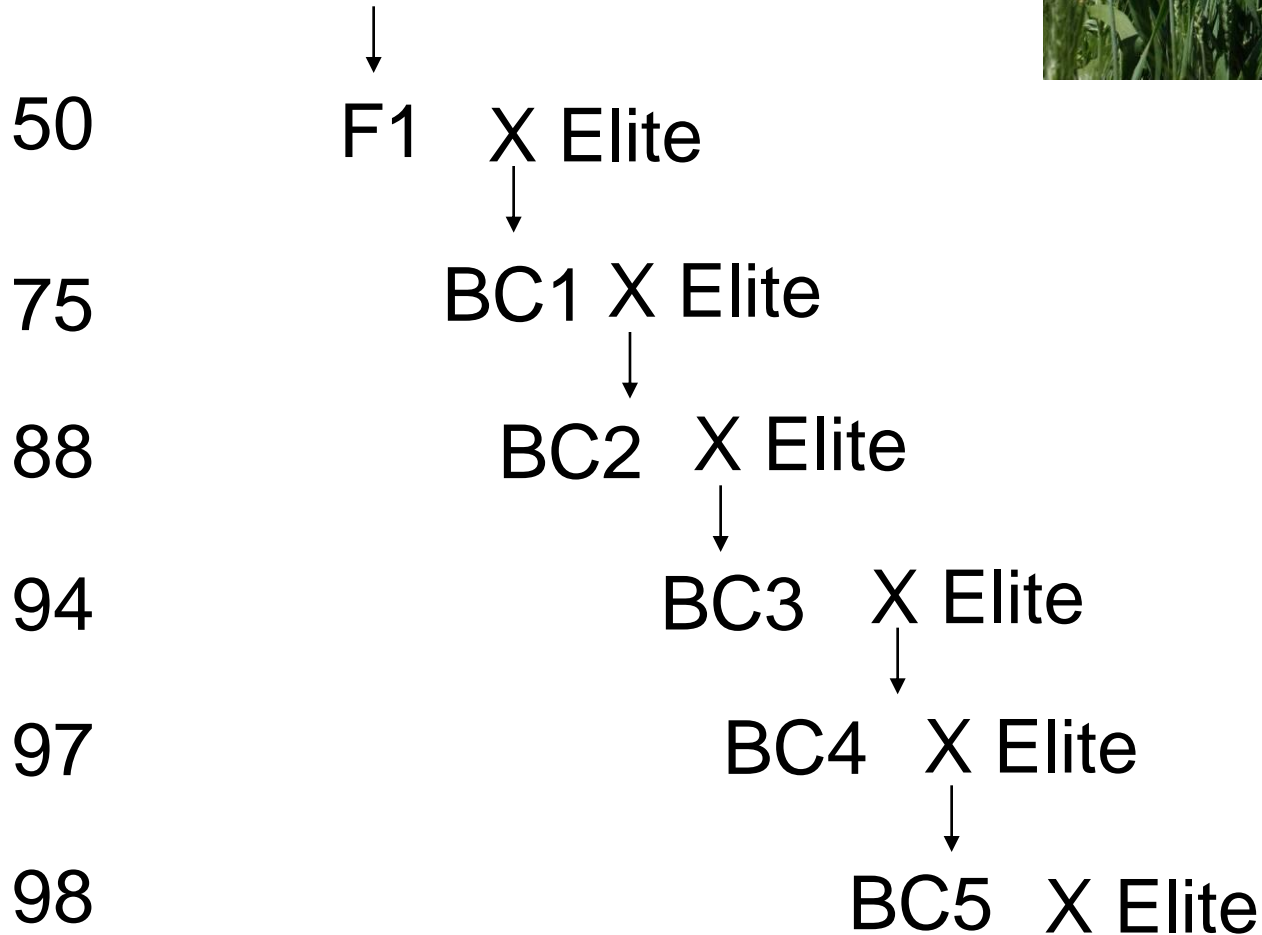 50 F1 X Elite
75 BC1 X Elite
88 BC2 X Elite
94 BC3 X Elite
97 BC4 X Elite
98 BC5 X Elite